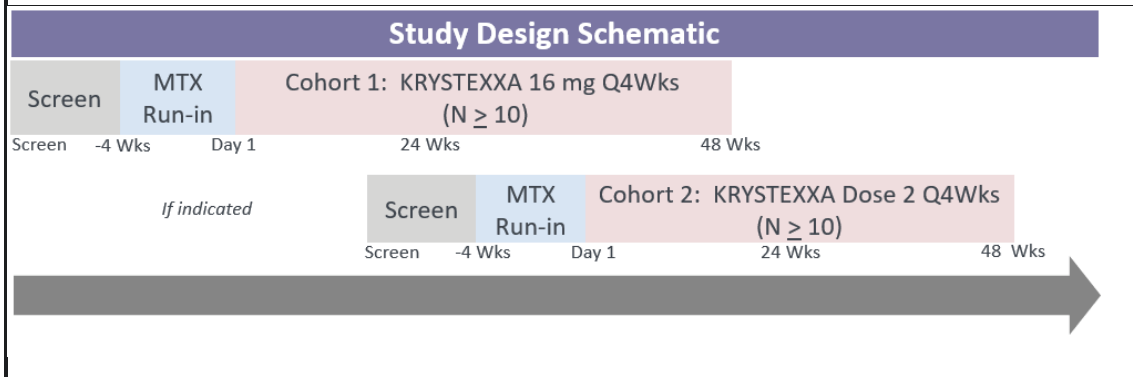 Study Design Schematic
Screen
MTX
Run-in
Cohort 1: KRYSTEXXA 16 mg Q4Wks
(N ≥ 10)
Screen -4 Wks Day 1 24 Wks 48 Wks
If indicated
Screen
MTX
Run-in
Cohort 2: KRYSTEXXA Dose 2 Q4Wks
(N ≥ 10)
Screen -4 Wks Day 1 24 Wks 48 Wks